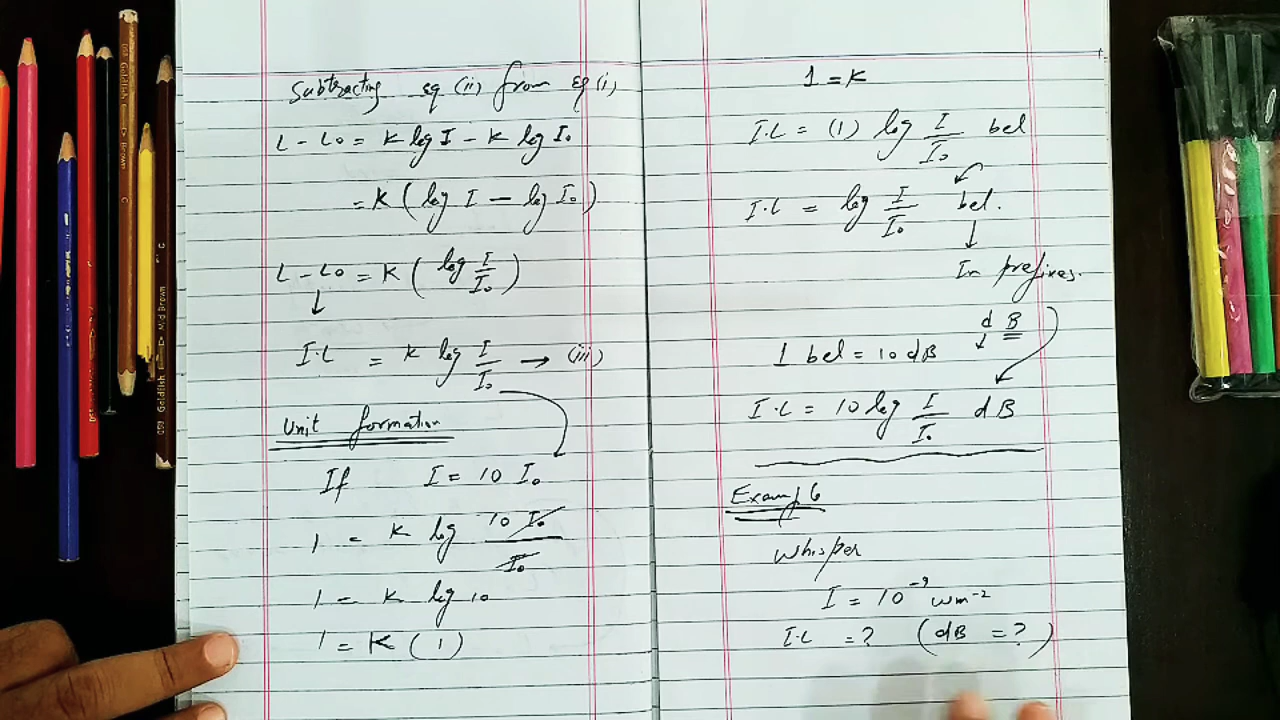 Subtracting eq (ii) from eq (i)
L - L₀ = K log I - K log I₀
= K ( log I - log I₀ )
L - L₀ = K ( log I/I₀ )
↓
I.L = K log I/I₀ → (iii)
Unit formation
If I = 10 I₀
1 = K log 10 I₀/I₀
1 = K log 10
1 = K ( 1 )
1 = K
I.L = (1) log I/I₀ bel
I.L = log I/I₀ bel.
↓
In prefixes.
d B
1 bel = 10 dB
I.L = 10 log I/I₀ dB
Whisper
I = 10⁻⁹ wm⁻²
I.L = ? ( dB = ? )